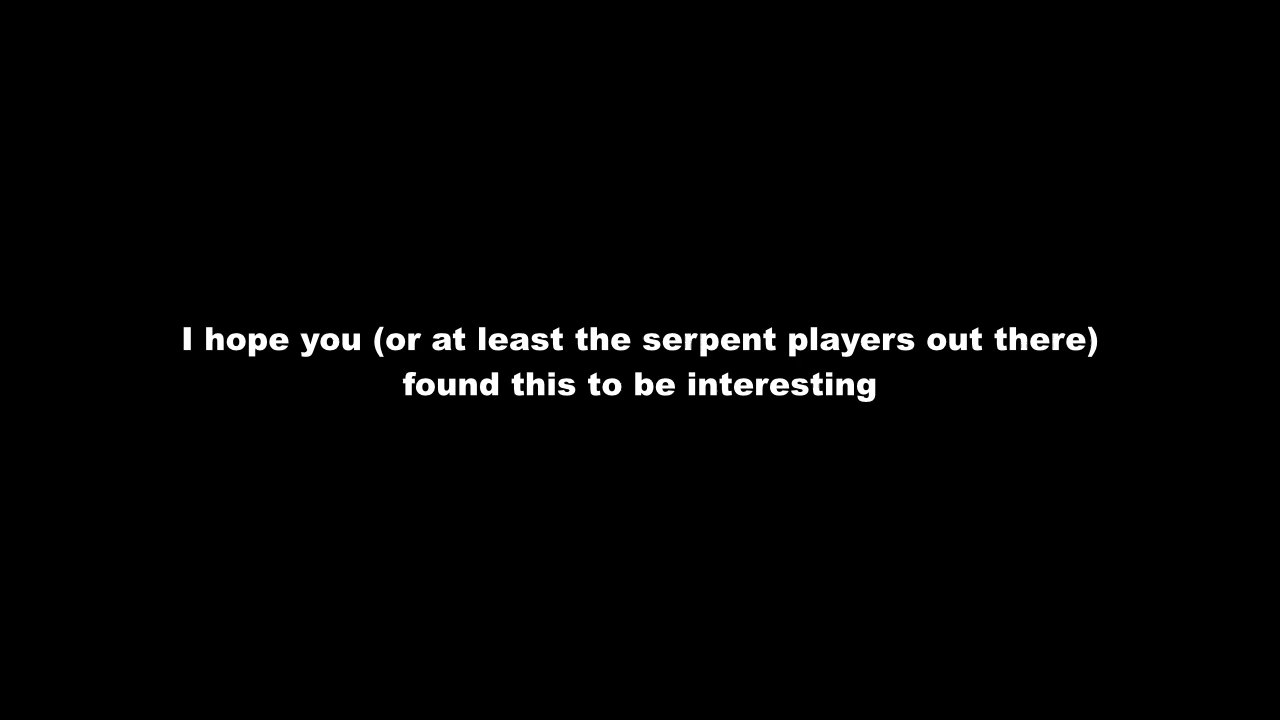 I hope you (or at least the serpent players out there)
found this to be interesting